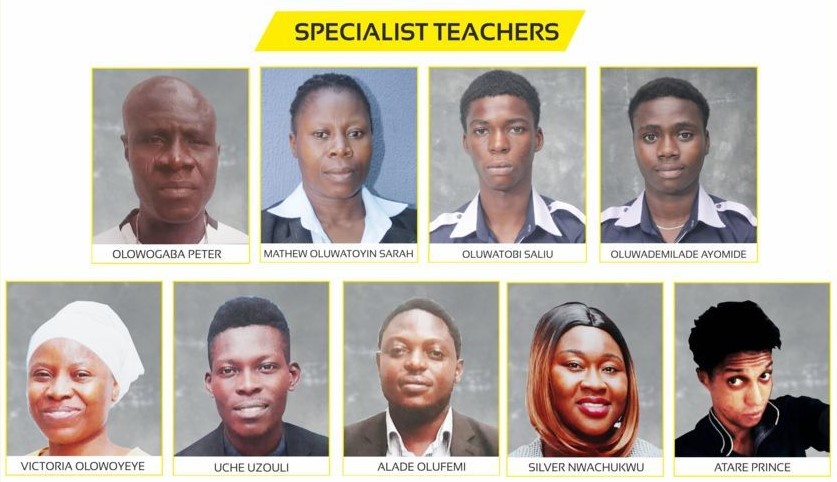 SPECIALIST TEACHERS
OLOWOGABA PETER
MATHEW OLUWATOYIN SARAH
OLUWATOBI SALIU
OLUWADEMILADE AYOMIDE
VICTORIA OLOWOYEYE
UCHE UZOULI
ALADE OLUFEMI
SILVER NWACHUKWU
ATARE PRINCE